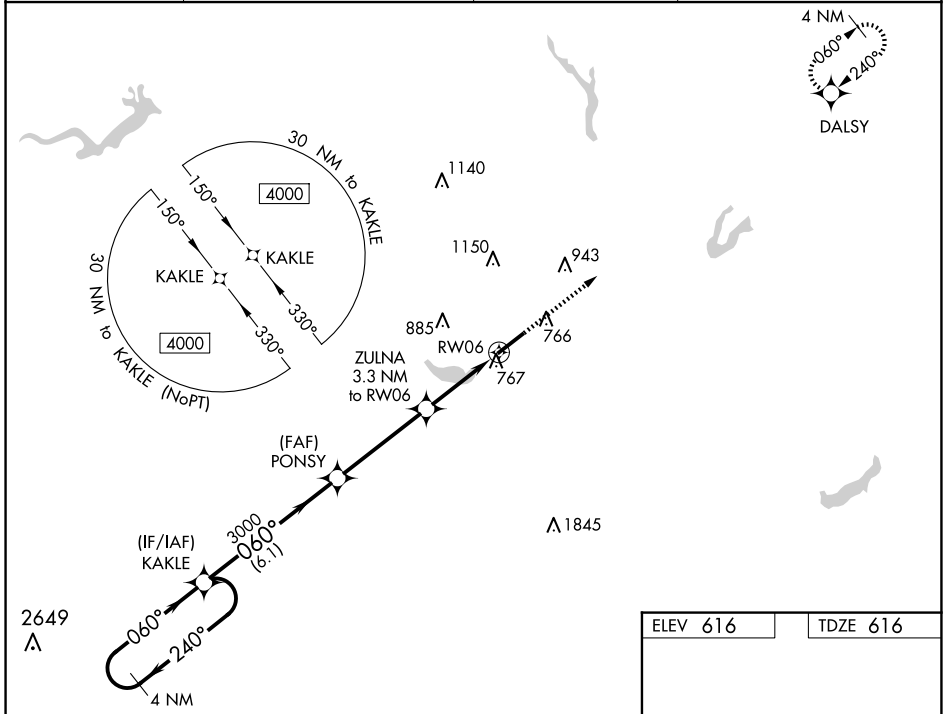 4 NM
060°
240°
DALSY
30 NM to KAKLE
150°
4000
KAKLE
330°
1140
1150
943
30 NM to KAKLE (NoPT)
150°
KAKLE
4000
330°
885
RW06
766
767
ZULNA
3.3 NM
to RW06
(FAF)
PONSY
3000
060°
(6.1)
1845
(IF/IAF)
KAKLE
2649
060°
240°
4 NM
ELEV 616
TDZE 616